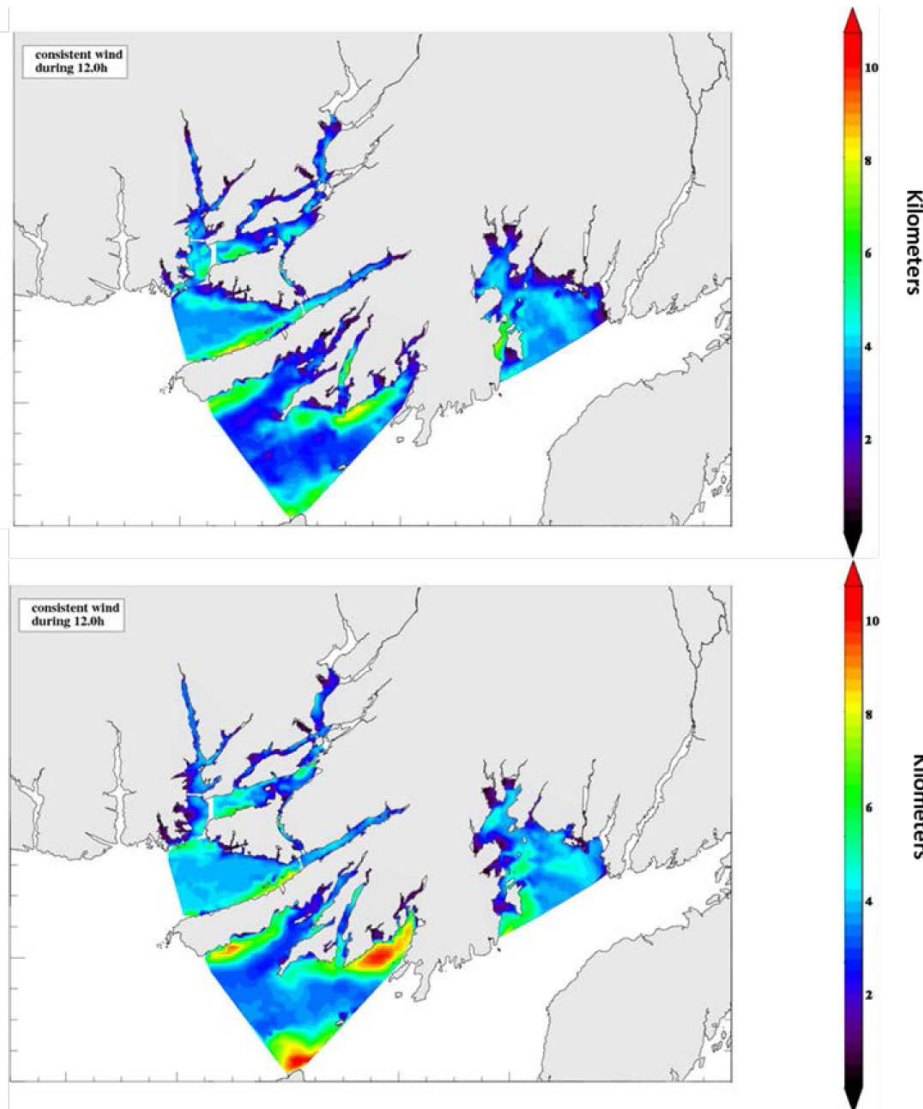 consistent wind
during 12.0h
10
8
6
4
2
Kilometers
consistent wind
during 12.0h
10
8
6
4
2
Kilometers